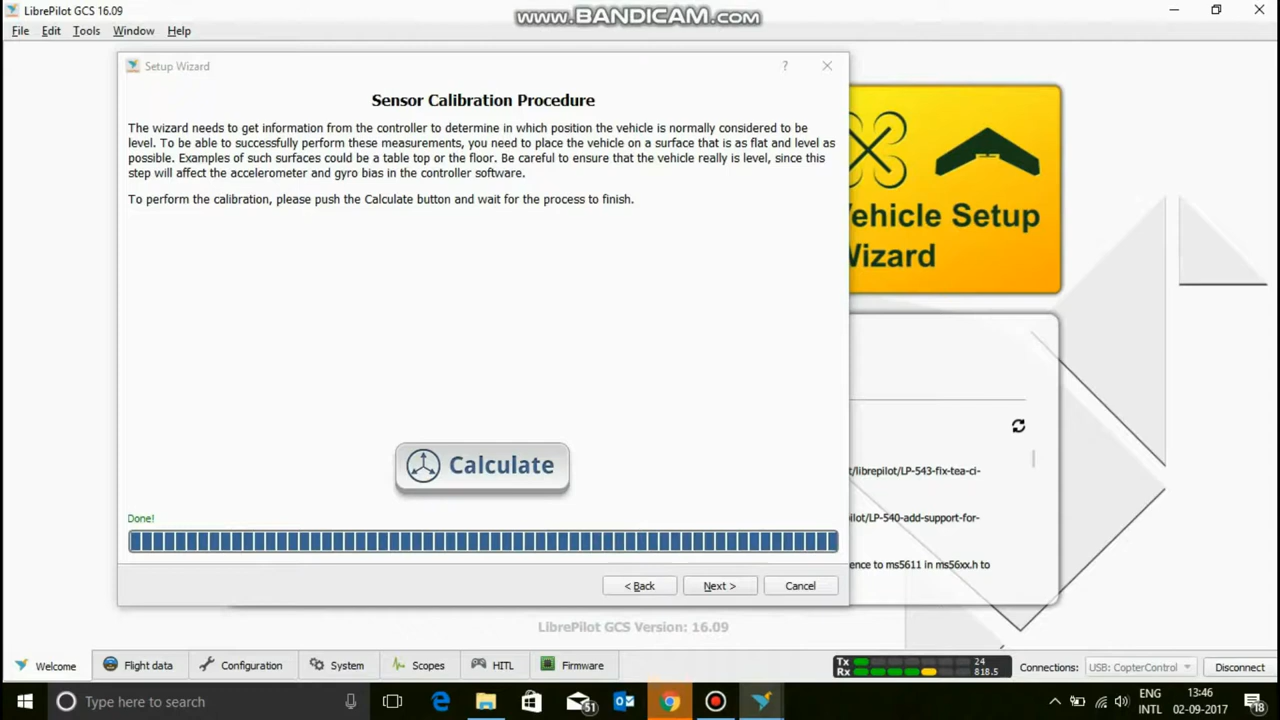 LibrePilot GCS 16.09
www.BANDICAM.com
File Edit Tools Window Help
Setup Wizard
Sensor Calibration Procedure
The wizard needs to get information from the controller to determine in which position the vehicle is normally considered to be
level. To be able to successfully perform these measurements, you need to place the vehicle on a surface that is as flat and level as
possible. Examples of such surfaces could be a table top or the floor. Be careful to ensure that the vehicle really is level, since this
step will affect the accelerometer and gyro bias in the controller software.
To perform the calibration, please push the Calculate button and wait for the process to finish.
ehicle Setup
Wizard
t/librepilot/LP-543-fix-tea-ci-
ilot/LP-540-add-support-for-
ence to ms5611 in ms56xx.h to
Calculate
Done!
< Back Next > Cancel
LibrePilot GCS Version: 16.09
Welcome Flight data Configuration System Scopes HITL Firmware
Tx 24
Rx 818.5
Connections: USB: CopterControl Disconnect
Type here to search
51
ENG
INTL
13:46
02-09-2017
18